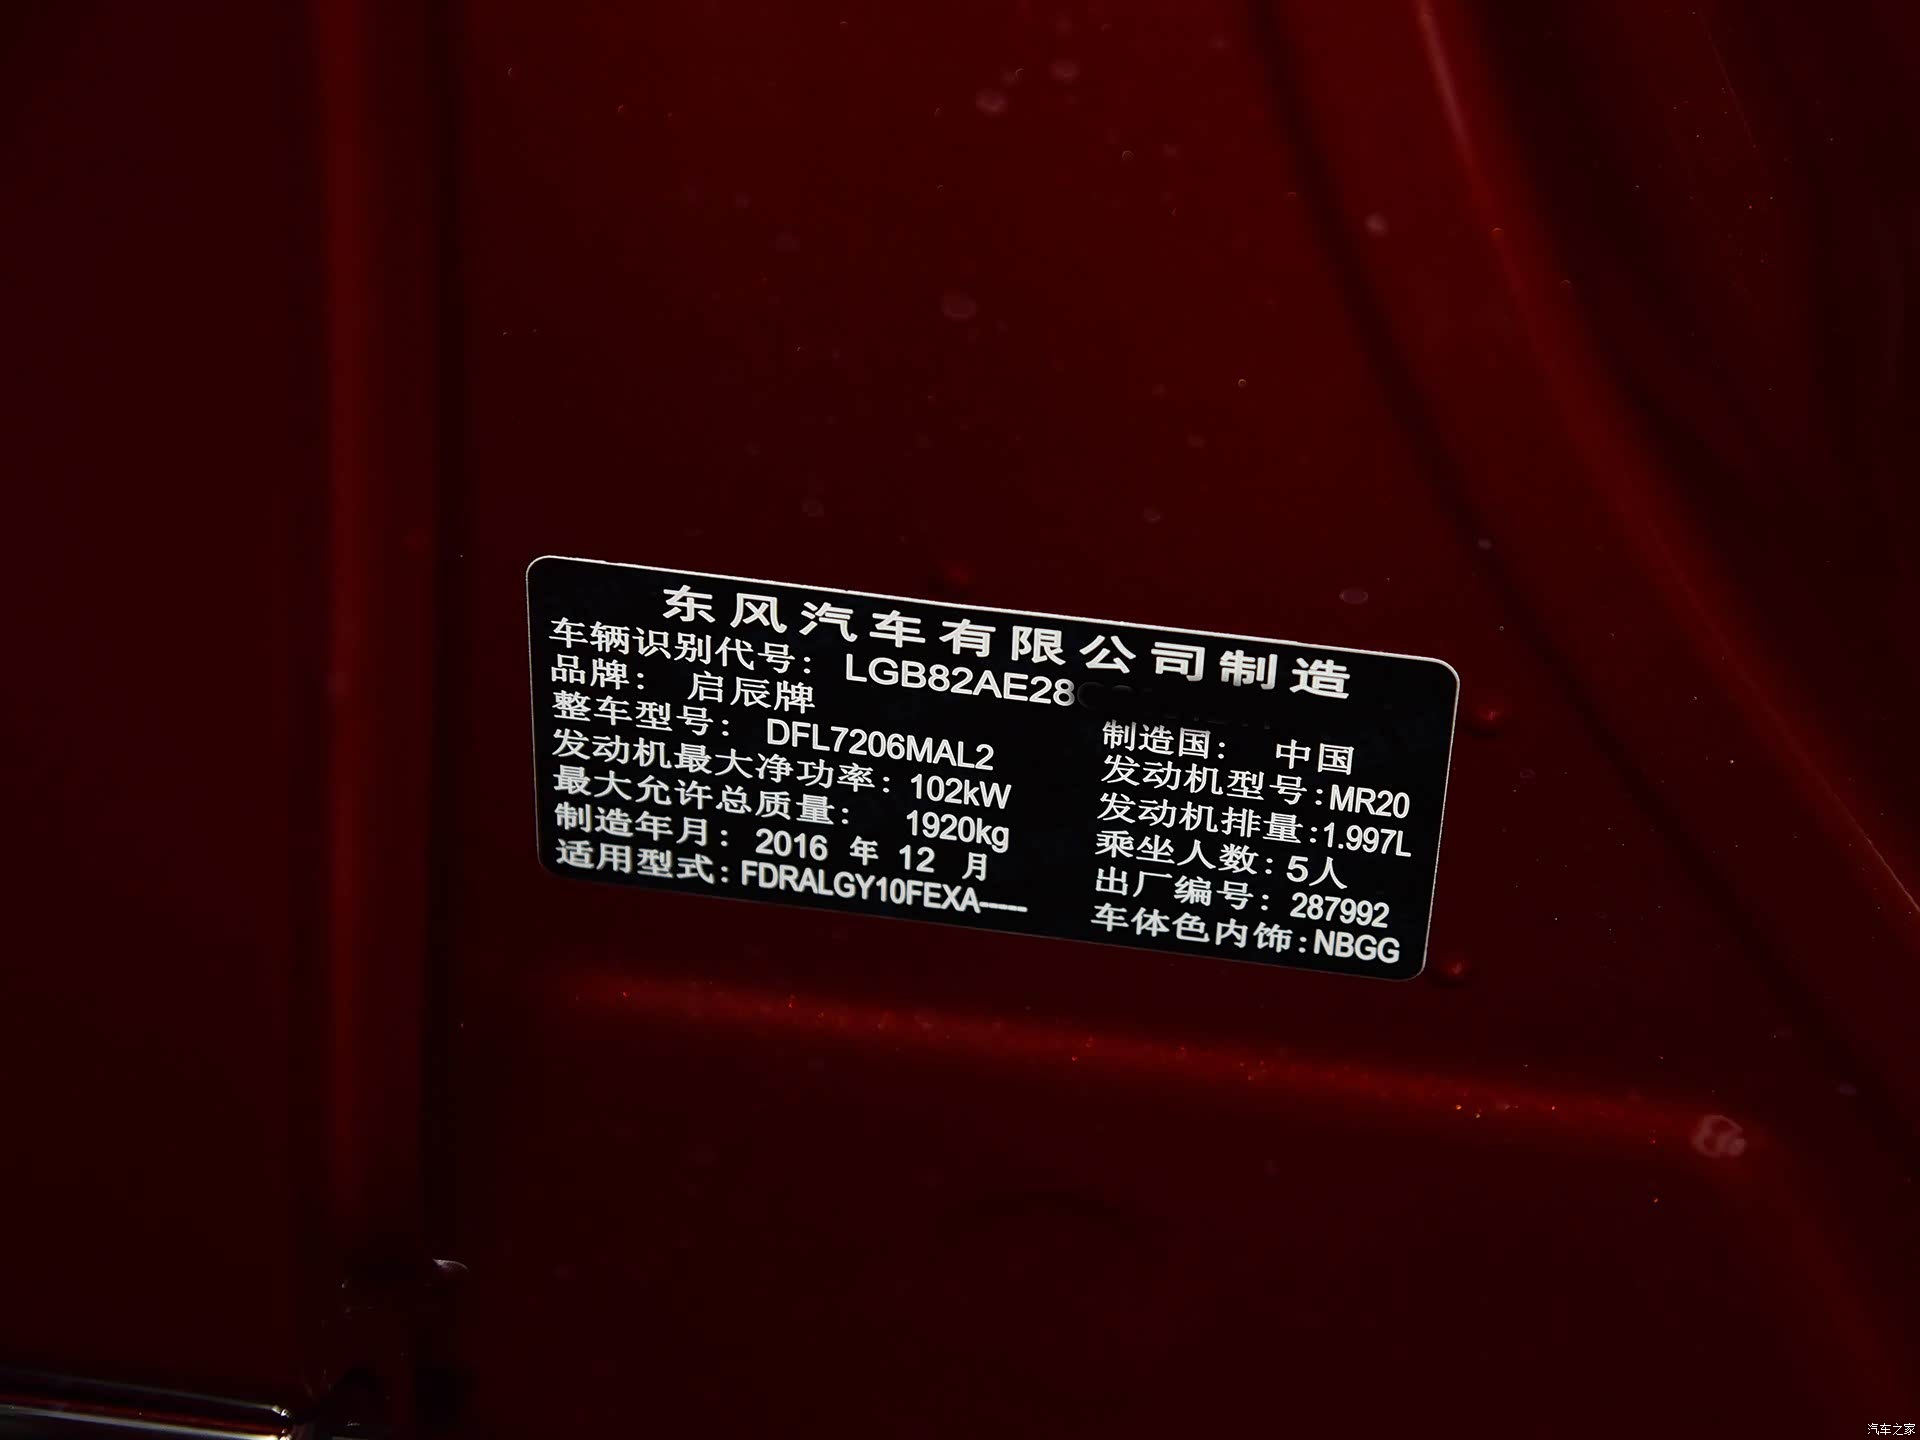 东风汽车有限公司制造
车辆识别代号: LGB82AE28
品牌: 启辰牌 制造国: 中国
整车型号: DFL7206MAL2 发动机型号:MR20
发动机最大净功率: 102kW 发动机排量:1.997L
最大允许总质量: 1920kg 乘坐人数: 5人
制造年月: 2016 年 12 月 出厂编号: 287992
适用型式: FDRALGY10FEXA----- 车体色内饰:NBGG
汽车之家